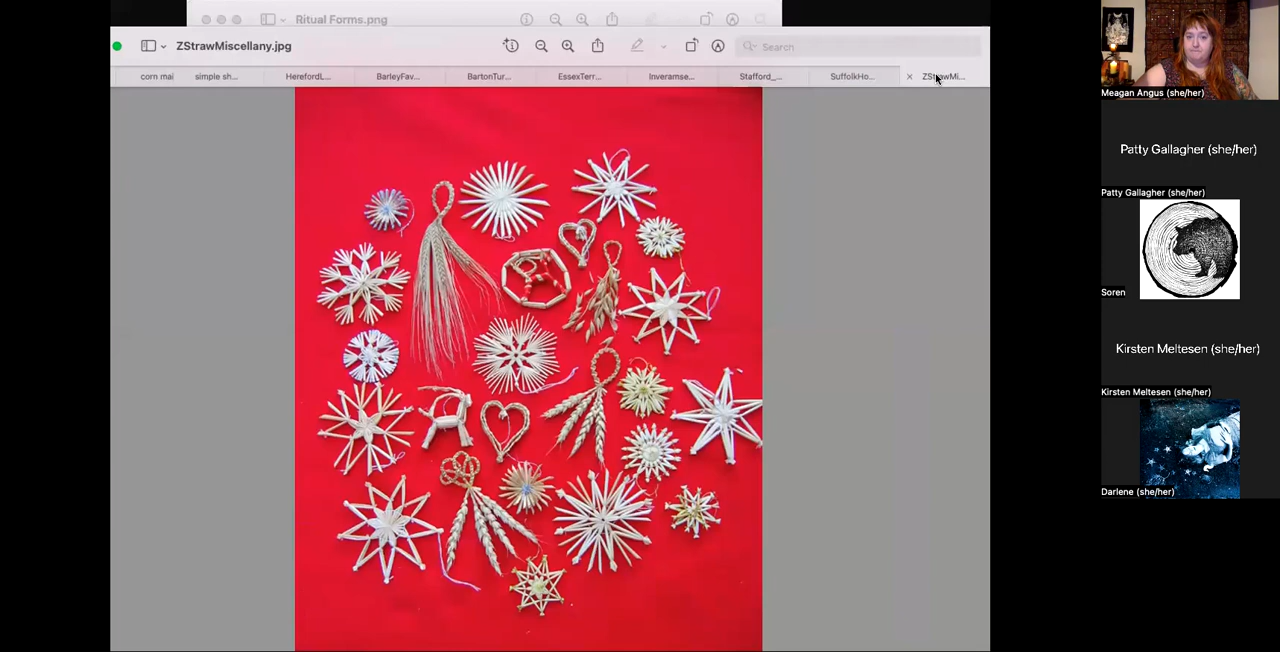 Ritual Forms.png
ZStrawMiscellany.jpg
Search
corn mai
simple sh...
HerefordL...
BarleyFav...
BartonTur...
EssexTerr...
Inveramse...
Stafford_...
SuffolkHo...
ZStrawMi...
Meagan Angus (she/her)
Patty Gallagher (she/her)
Patty Gallagher (she/her)
Soren
Kirsten Meltesen (she/her)
Kirsten Meltesen (she/her)
Darlene (she/her)